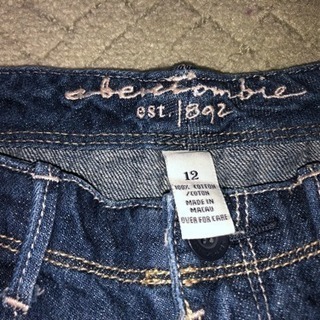 abercrombie
est. 1892
12
100% COTTON
/COTON
MADE IN
MACAU
OVER FOR CARE